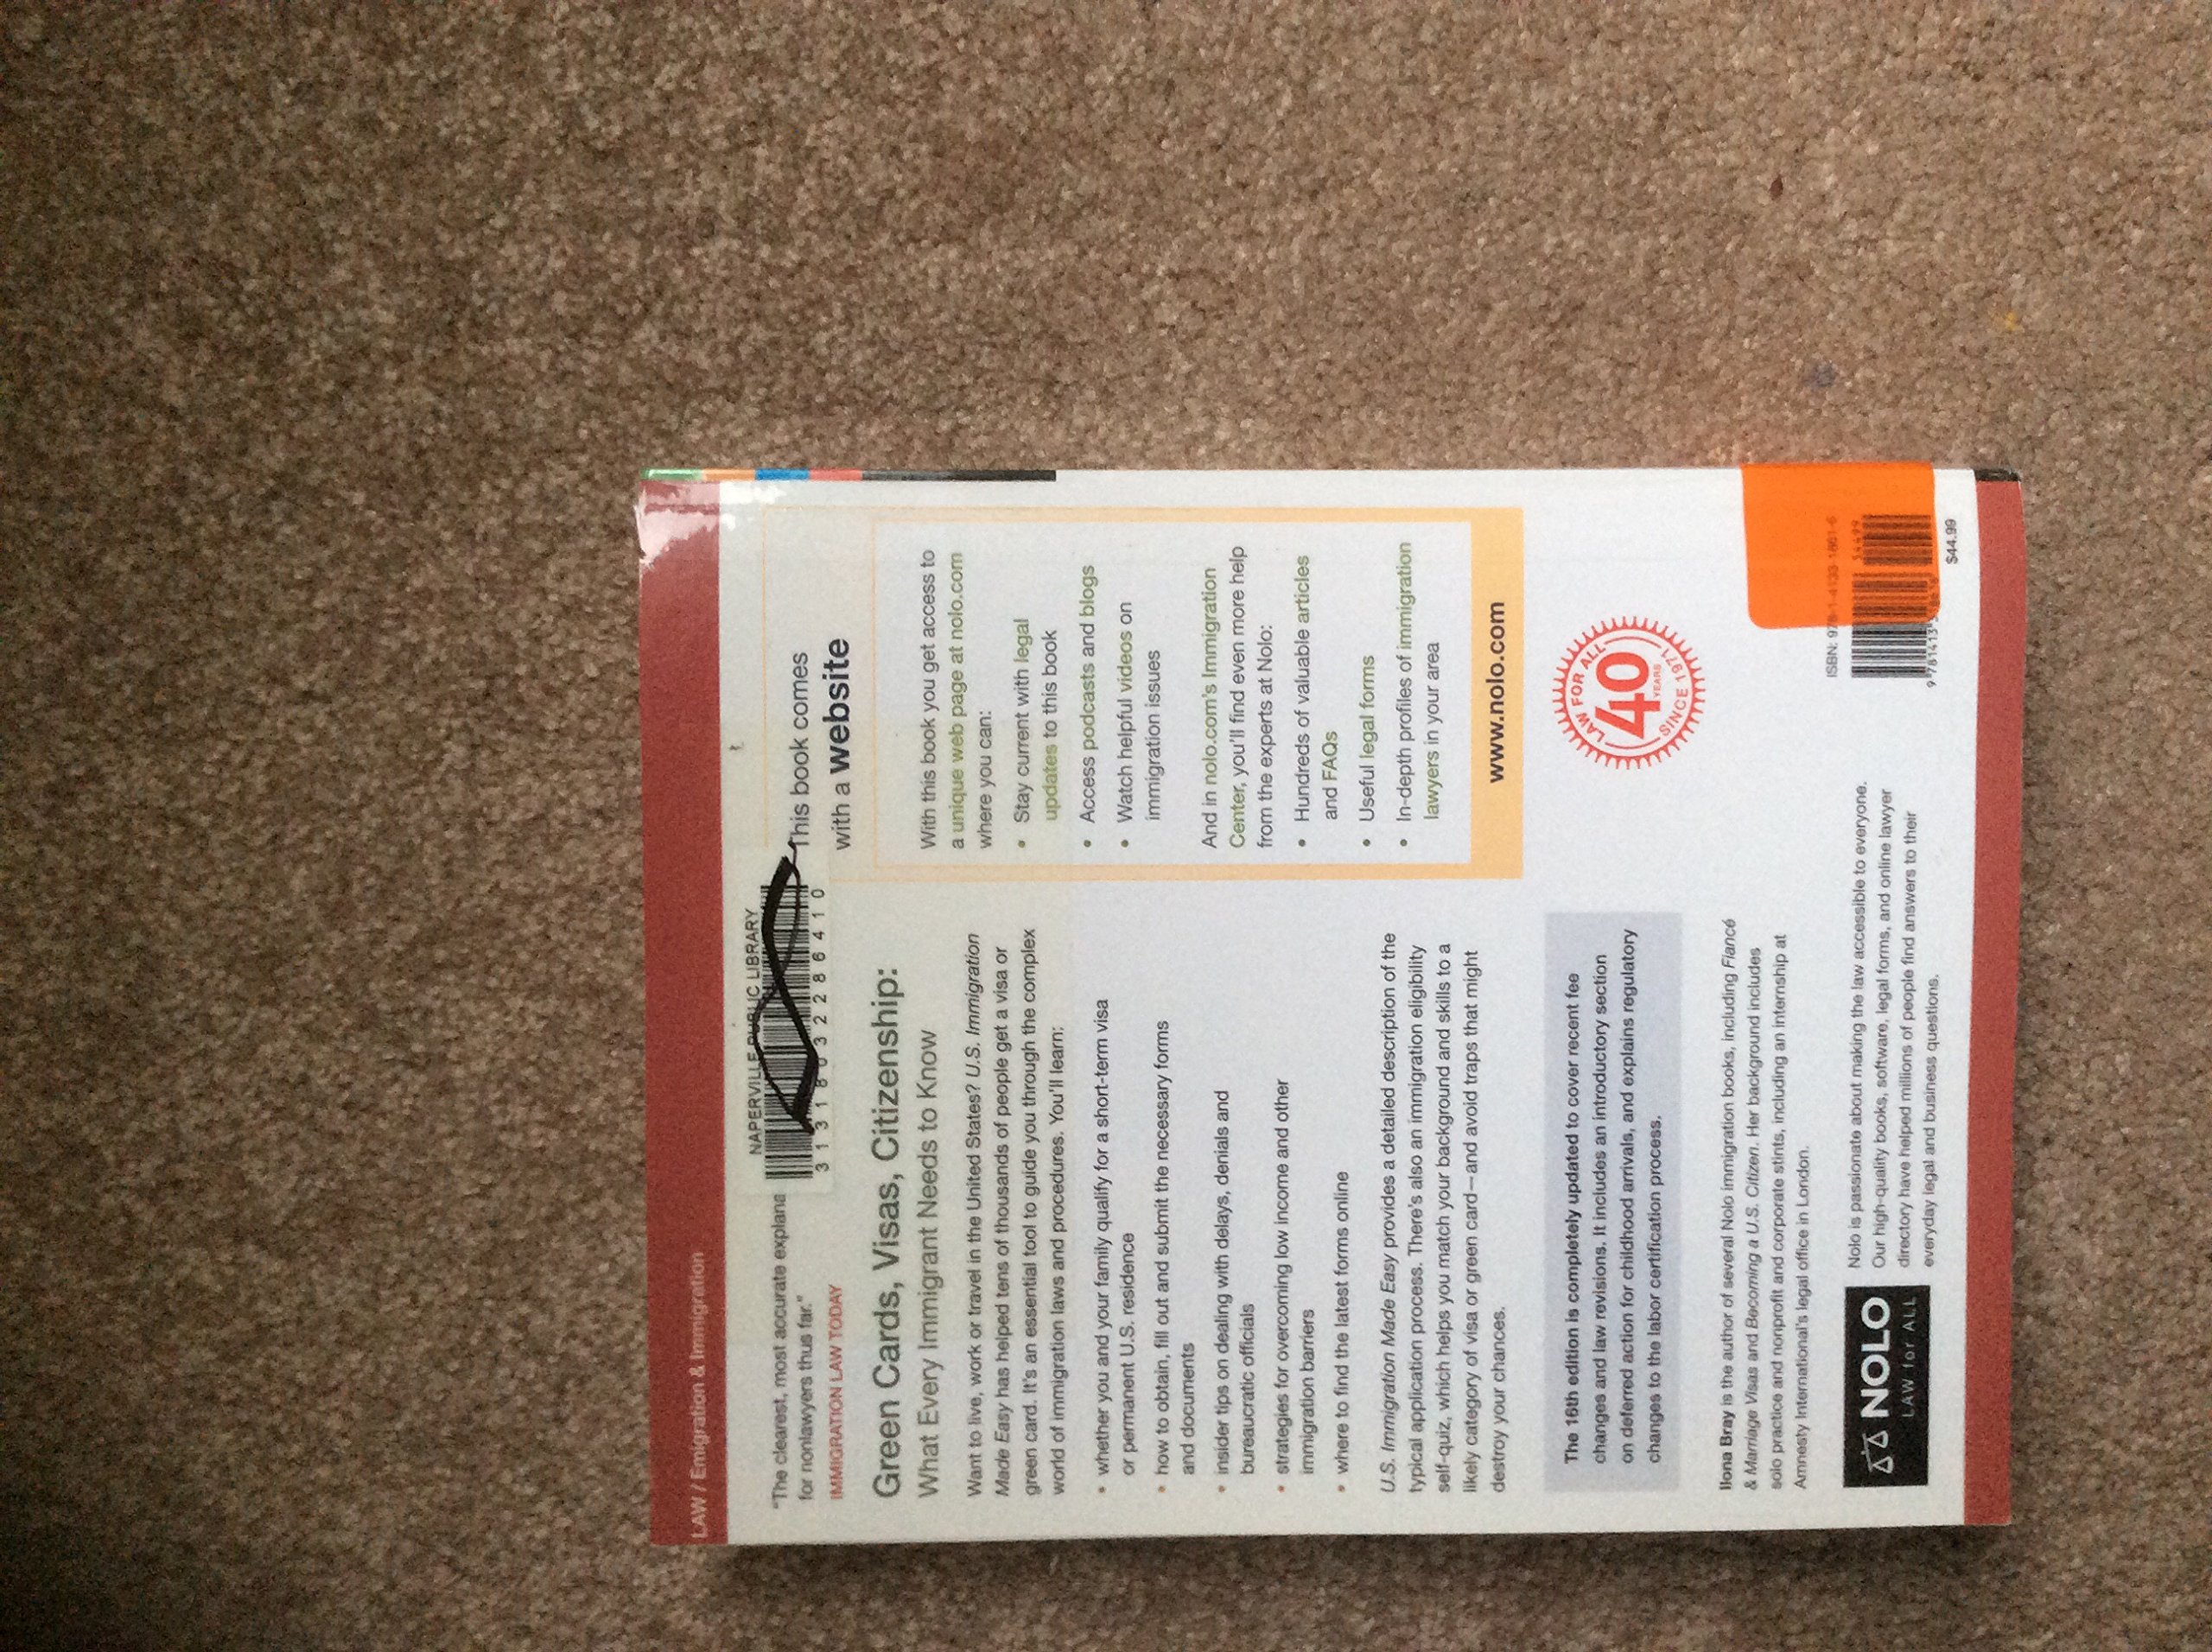 LAW / Emigration & Immigration
NAPERVILLE PUBLIC LIBRARY
"The clearest, most accurate explana
for nonlawyers thus far."
IMMIGRATION LAW TODAY
Green Cards, Visas, Citizenship:
What Every Immigrant Needs to Know
Want to live, work or travel in the United States? U.S. Immigration
Made Easy has helped tens of thousands of people get a visa or
green card. It's an essential tool to guide you through the complex
world of immigration laws and procedures. You'll learn:
• whether you and your family qualify for a short-term visa
or permanent U.S. residence
• how to obtain, fill out and submit the necessary forms
and documents
• insider tips on dealing with delays, denials and
bureaucratic officials
• strategies for overcoming low income and other
immigration barriers
• where to find the latest forms online
U.S. Immigration Made Easy provides a detailed description of the
typical application process. There's also an immigration eligibility
self-quiz, which helps you match your background and skills to a
likely category of visa or green card—and avoid traps that might
destroy your chances.
The 16th edition is completely updated to cover recent fee
changes and law revisions. It includes an introductory section
on deferred action for childhood arrivals, and explains regulatory
changes to the labor certification process.
Ilona Bray is the author of several Nolo immigration books, including Fiancé
& Marriage Visas and Becoming a U.S. Citizen. Her background includes
solo practice and nonprofit and corporate stints, including an internship at
Amnesty International's legal office in London.
This book comes
with a website
With this book you get access to
a unique web page at nolo.com
where you can:
• Stay current with legal
updates to this book
• Access podcasts and blogs
• Watch helpful videos on
immigration issues
And in nolo.com's Immigration
Center, you'll find even more help
from the experts at Nolo:
• Hundreds of valuable articles
and FAQs
• Useful legal forms
• In-depth profiles of immigration
lawyers in your area
www.nolo.com
LAW FOR ALL
40
YEARS
SINCE 1971
NOLO
LAW for ALL
Nolo is passionate about making the law accessible to everyone.
Our high-quality books, software, legal forms, and online lawyer
directory have helped millions of people find answers to their
everyday legal and business questions.
ISBN:
$44.99